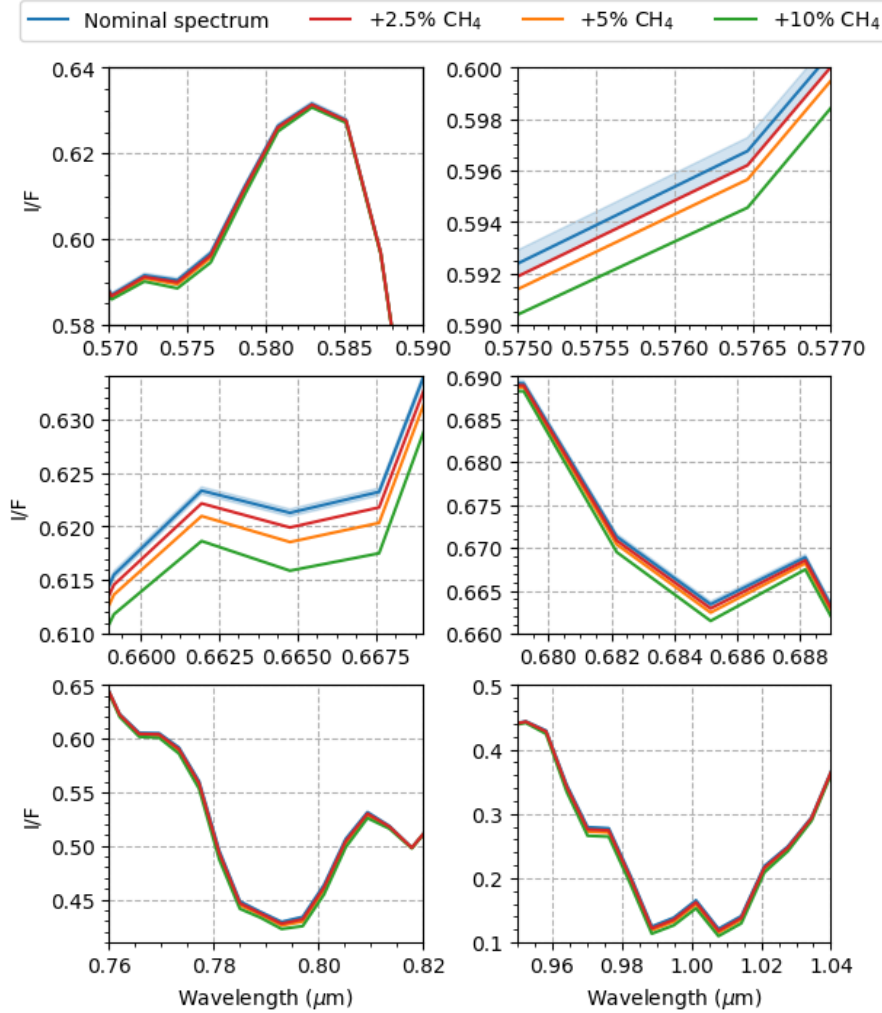 Nominal spectrum +2.5% CH₄ +5% CH₄ +10% CH₄
0.64
0.62
0.60
0.58
I/F
0.570 0.575 0.580 0.585 0.590
0.600
0.598
0.596
0.594
0.592
0.590
0.5750 0.5755 0.5760 0.5765 0.5770
0.630
0.625
0.620
0.615
0.610
I/F
0.6600 0.6625 0.6650 0.6675
0.690
0.685
0.680
0.675
0.670
0.665
0.660
0.680 0.682 0.684 0.686 0.688
0.65
0.60
0.55
0.50
0.45
I/F
0.76 0.78 0.80 0.82
Wavelength (μm)
0.5
0.4
0.3
0.2
0.1
0.96 0.98 1.00 1.02 1.04
Wavelength (μm)